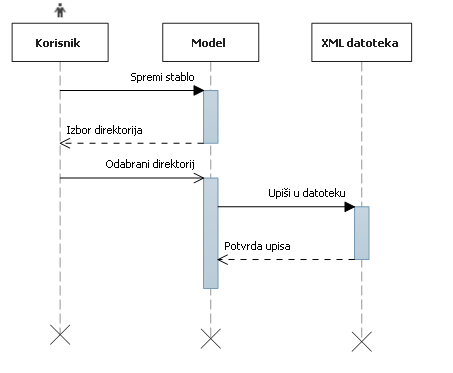 Korisnik
Model
XML datoteka
Spremi stablo
Izbor direktorija
Odabrani direktorij
Upiši u datoteku
Potvrda upisa